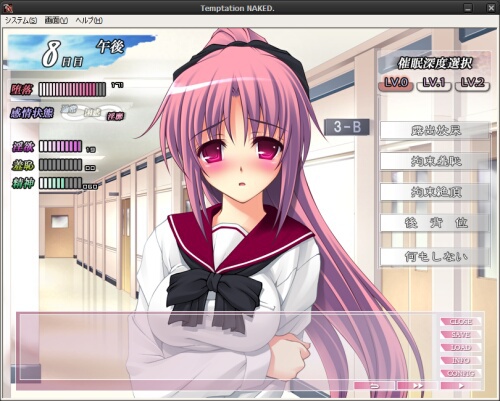 Temptation NAKED.
システム(S) 画面(V) ヘルプ(H)
8日目 午後
堕落
感情状態
淫欲
羞恥
精神
3-B
催眠深度選択
LV.0 LV.1 LV.2
露出放尿
拘束羞恥
拘束絶頂
後背位
何もしない
CLOSE
SAVE
LOAD
INFO
CONFIG